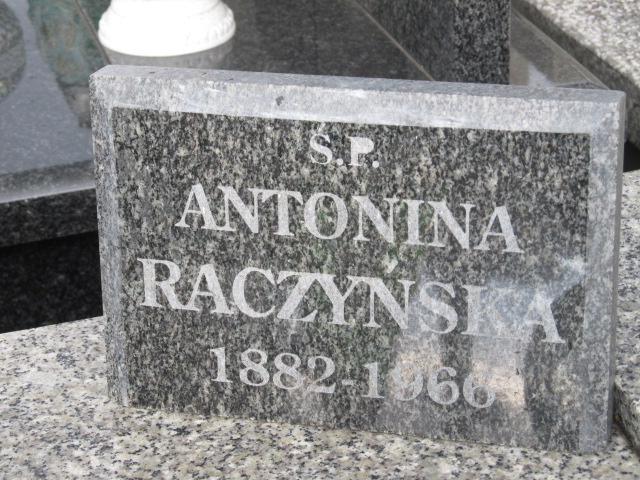 Ś.P.
ANTONINA
RACZYŃSKA
1882-1966